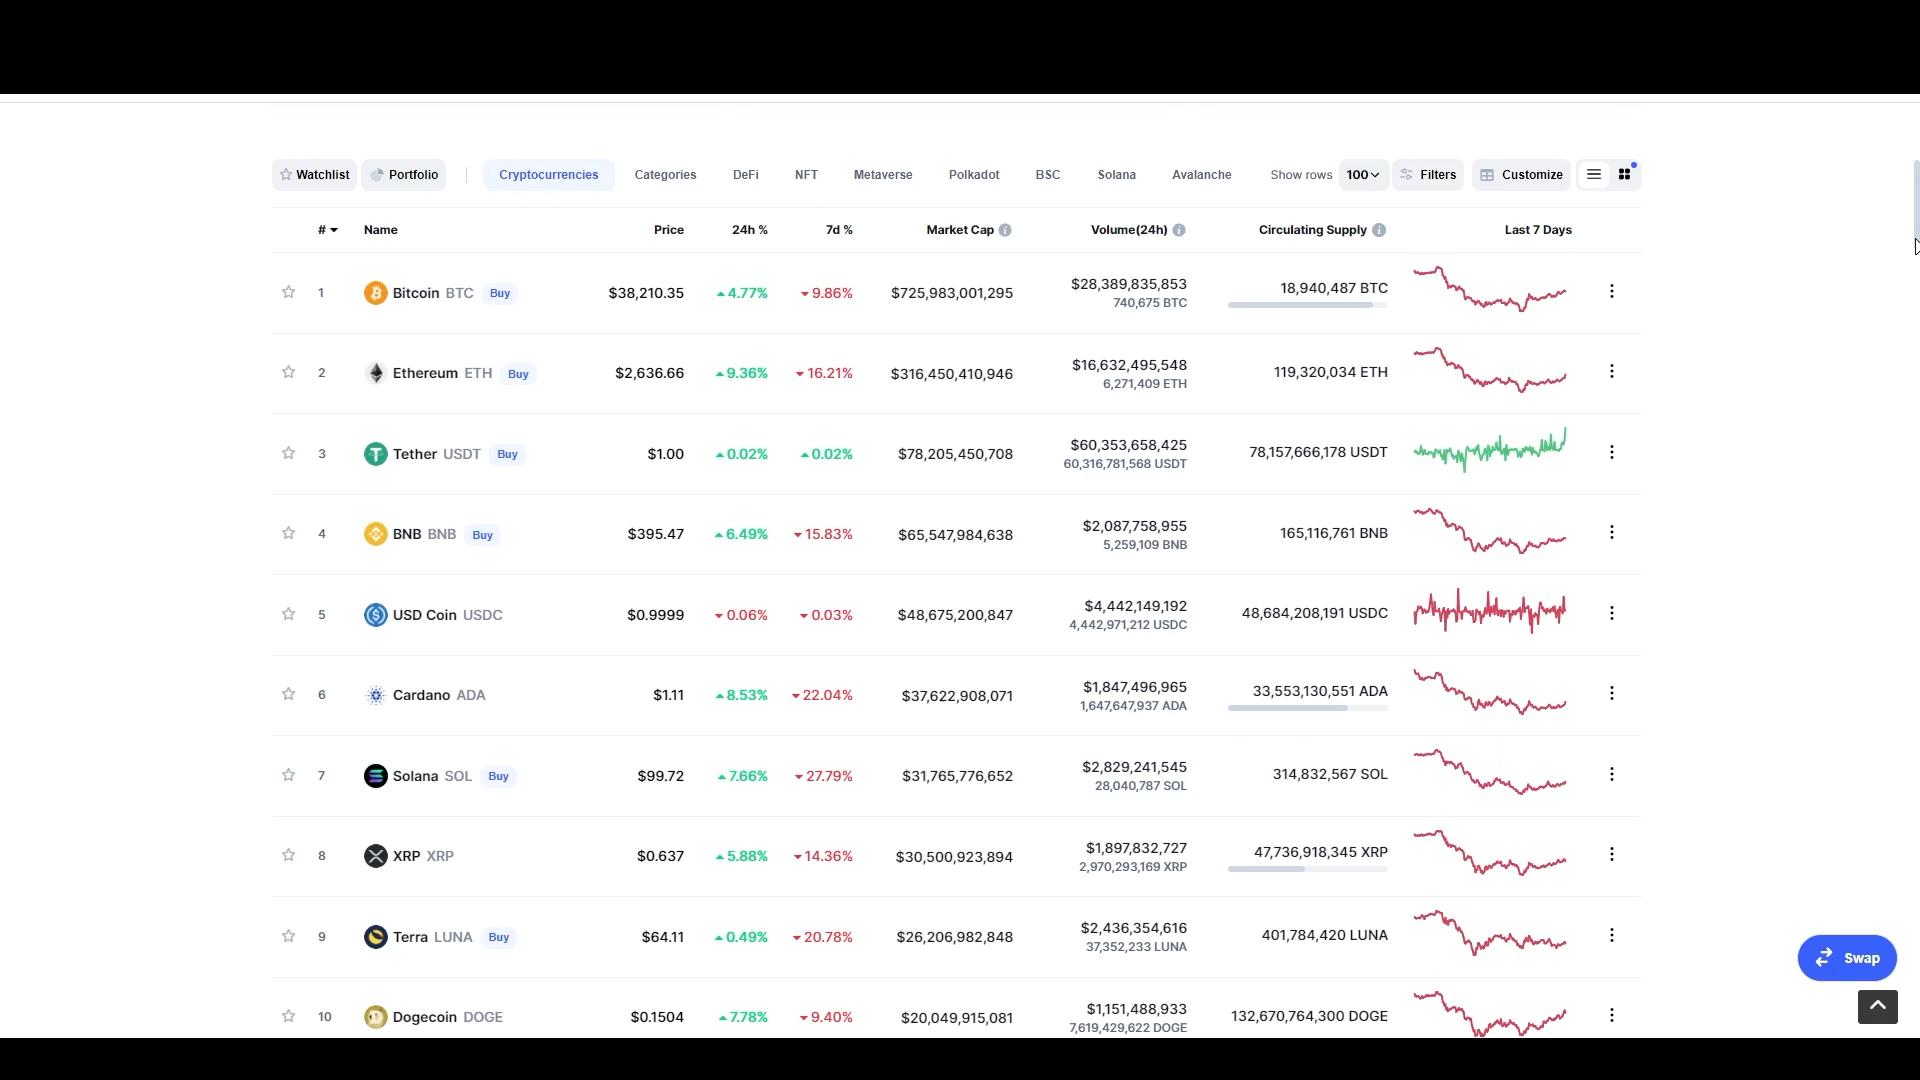 Watchlist Portfolio Cryptocurrencies Categories DeFi NFT Metaverse Polkadot BSC Solana Avalanche Show rows 100 Filters Customize
# Name Price 24h % 7d % Market Cap Volume(24h) Circulating Supply Last 7 Days
1 Bitcoin BTC Buy $38,210.35 4.77% 9.86% $725,983,001,295 $28,389,835,853 18,940,487 BTC
740,675 BTC
2 Ethereum ETH Buy $2,636.66 9.36% 16.21% $316,450,410,946 $16,632,495,548 119,320,034 ETH
6,271,409 ETH
3 Tether USDT Buy $1.00 0.02% 0.02% $78,205,450,708 $60,353,658,425 78,157,666,178 USDT
60,316,781,568 USDT
4 BNB BNB Buy $395.47 6.49% 15.83% $65,547,984,638 $2,087,758,955 165,116,761 BNB
5,259,109 BNB
5 USD Coin USDC $0.9999 0.06% 0.03% $48,675,200,847 $4,442,149,192 48,684,208,191 USDC
4,442,971,212 USDC
6 Cardano ADA $1.11 8.53% 22.04% $37,622,908,071 $1,847,496,965 33,553,130,551 ADA
1,647,647,937 ADA
7 Solana SOL Buy $99.72 7.66% 27.79% $31,765,776,652 $2,829,241,545 314,832,567 SOL
28,040,787 SOL
8 XRP XRP $0.637 5.88% 14.36% $30,500,923,894 $1,897,832,727 47,736,918,345 XRP
2,970,293,169 XRP
9 Terra LUNA Buy $64.11 0.49% 20.78% $26,206,982,848 $2,436,354,616 401,784,420 LUNA
37,352,233 LUNA
Swap
10 Dogecoin DOGE $0.1504 7.78% 9.40% $20,049,915,081 $1,151,488,933 132,670,764,300 DOGE
7,619,429,622 DOGE